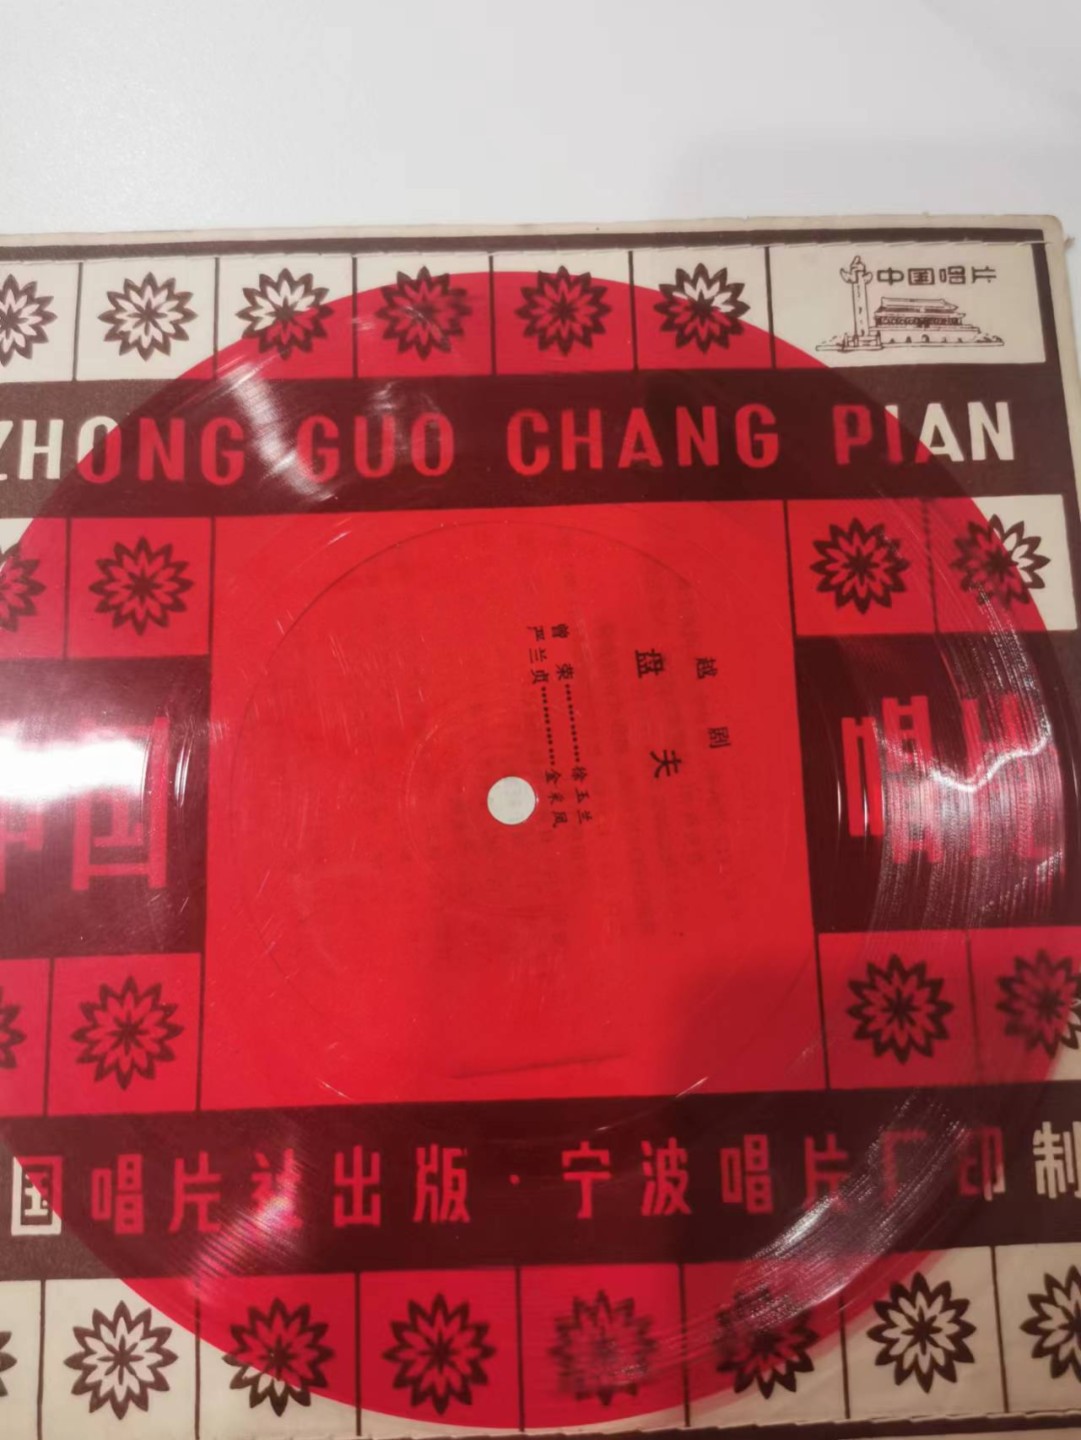 中国唱片
ZHONG GUO CHANG PIAN
越剧
盘夫
曾荣………徐玉兰
严兰贞………金采凤
中国 唱片
国唱片社出版·宁波唱片厂印制